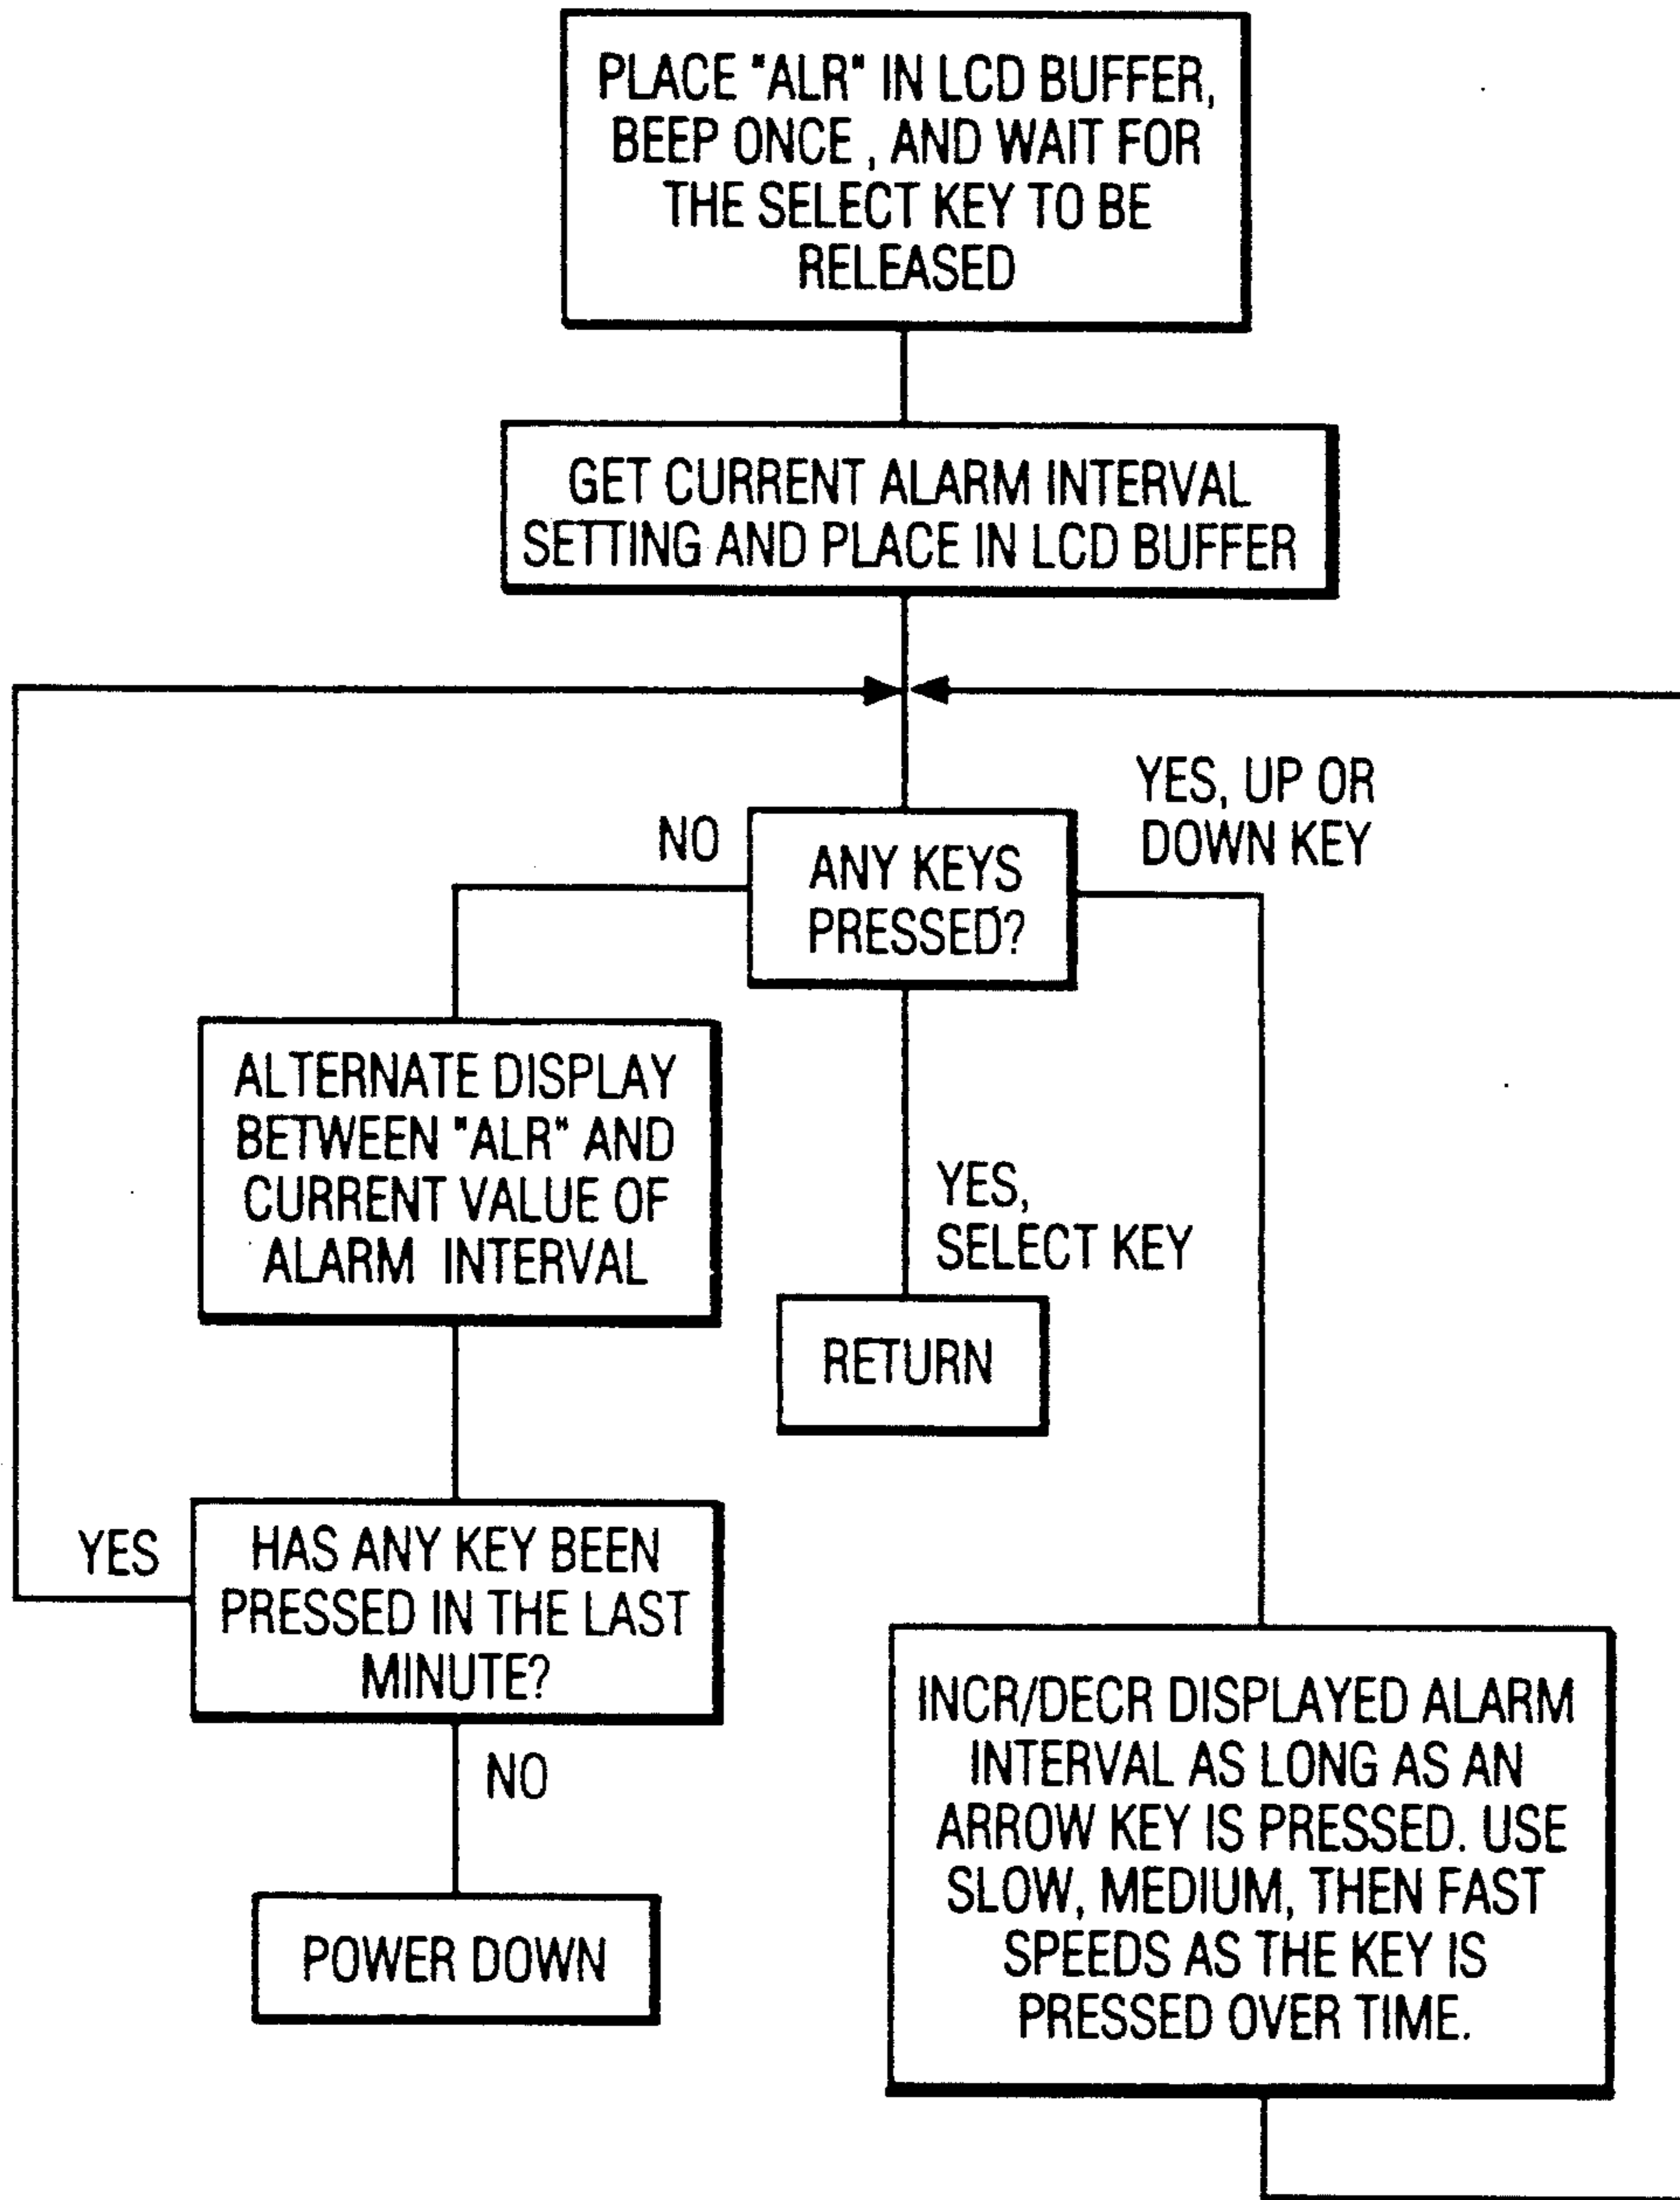 PLACE "ALR" IN LCD BUFFER,
BEEP ONCE , AND WAIT FOR
THE SELECT KEY TO BE
RELEASED
GET CURRENT ALARM INTERVAL
SETTING AND PLACE IN LCD BUFFER
YES, UP OR
DOWN KEY
NO
ANY KEYS
PRESSED?
ALTERNATE DISPLAY
BETWEEN "ALR" AND
CURRENT VALUE OF
ALARM INTERVAL
YES,
SELECT KEY
RETURN
YES
HAS ANY KEY BEEN
PRESSED IN THE LAST
MINUTE?
NO
POWER DOWN
INCR/DECR DISPLAYED ALARM
INTERVAL AS LONG AS AN
ARROW KEY IS PRESSED. USE
SLOW, MEDIUM, THEN FAST
SPEEDS AS THE KEY IS
PRESSED OVER TIME.